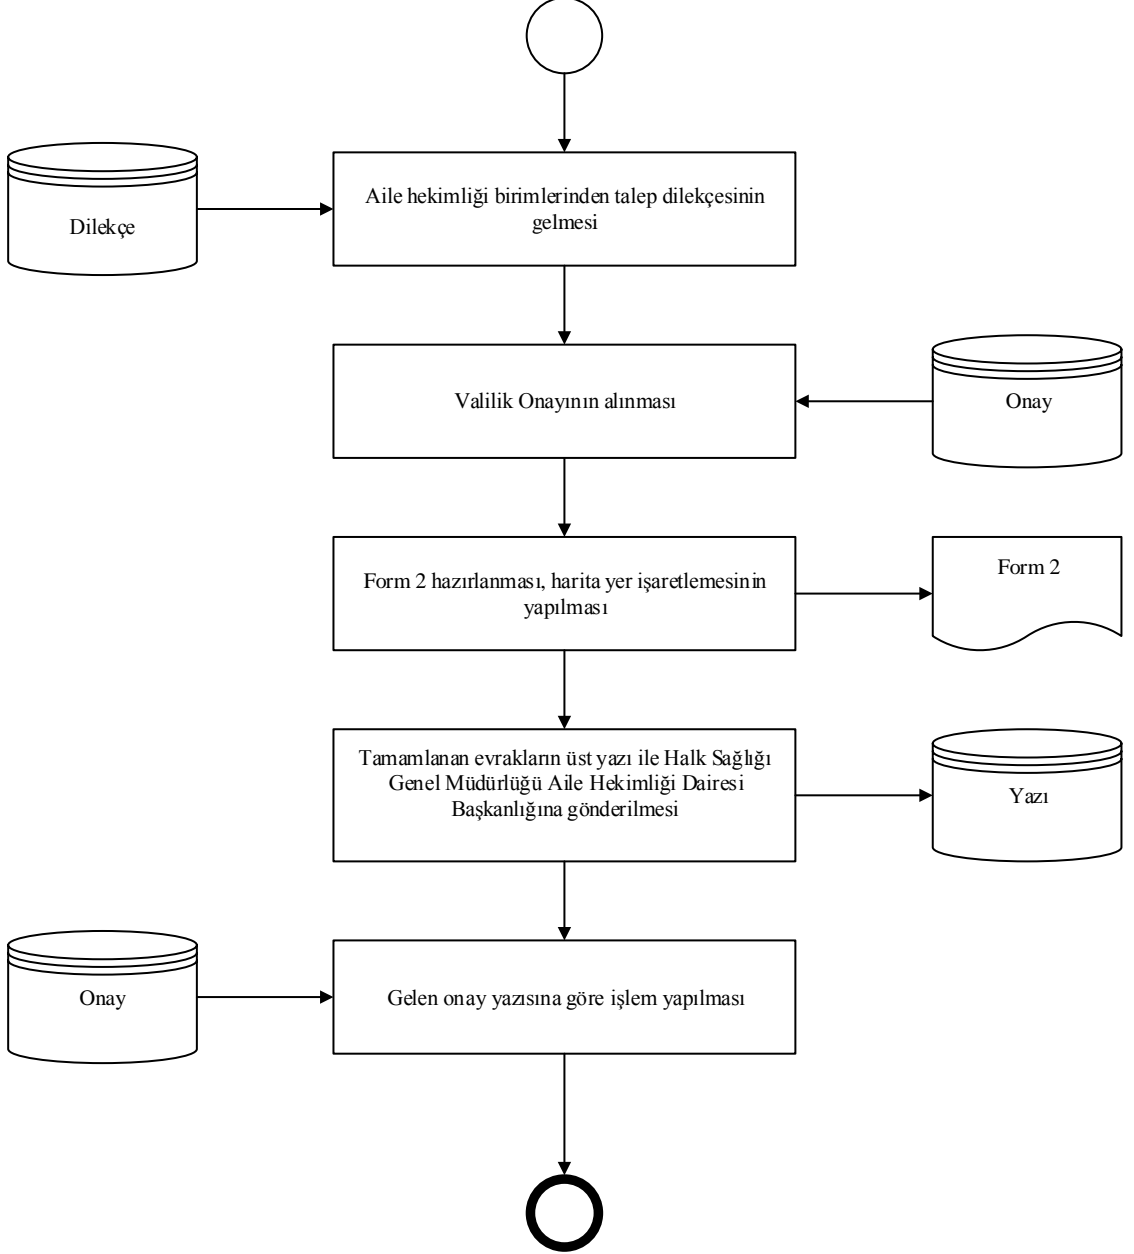 Dilekçe
Aile hekimliği birimlerinden talep dilekçesinin
gelmesi
Valilik Onayının alınması
Onay
Form 2 hazırlanması, harita yer işaretlemesinin
yapılması
Form 2
Tamamlanan evrakların üst yazı ile Halk Sağlığı
Genel Müdürlüğü Aile Hekimliği Dairesi
Başkanlığına gönderilmesi
Yazı
Onay
Gelen onay yazısına göre işlem yapılması